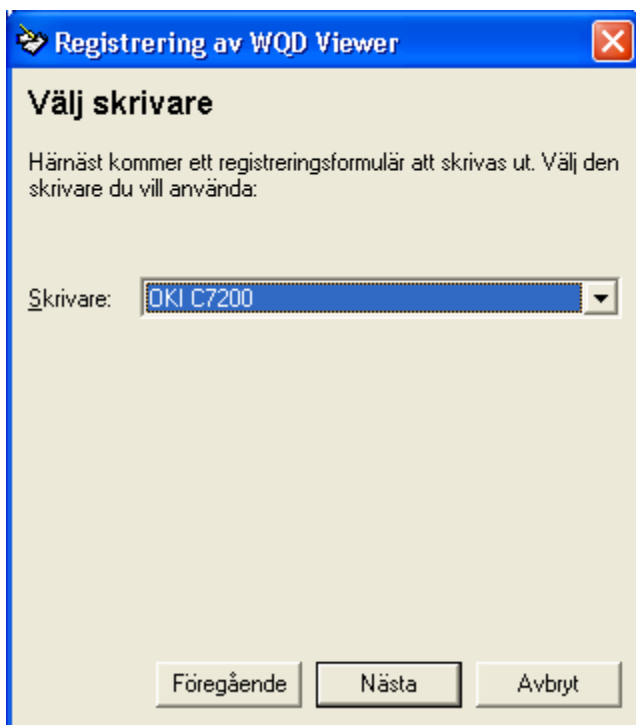 Registrering av WQD Viewer
Välj skrivare
Härnäst kommer ett registreringsformulär att skrivas ut. Välj den
skrivare du vill använda:
Skrivare: OKI C7200
Föregående Nästa Avbryt